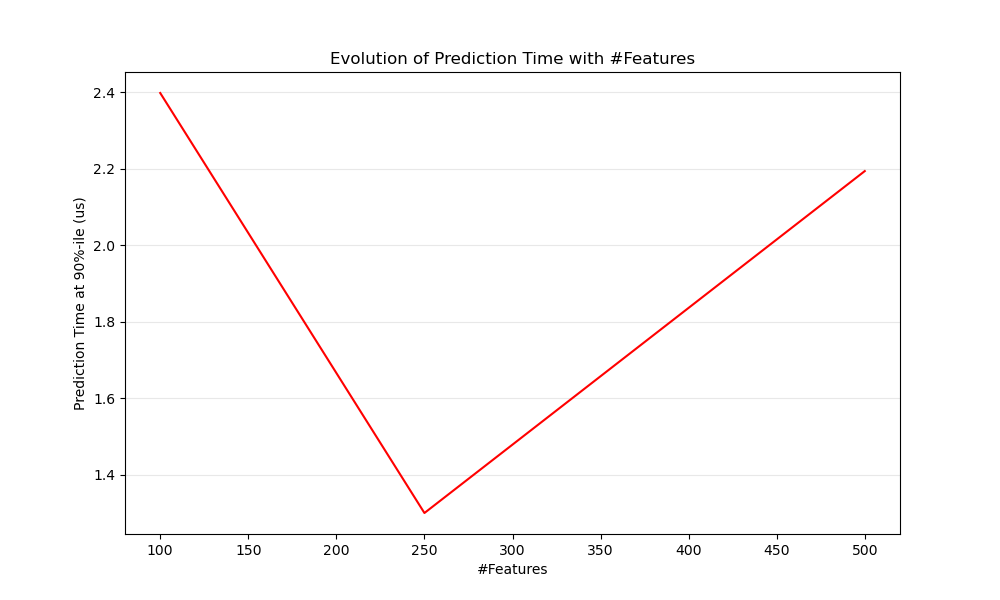 Evolution of Prediction Time with #Features
Prediction Time at 90%-ile (us)
2.4
2.2
2.0
1.8
1.6
1.4
100 150 200 250 300 350 400 450 500
#Features